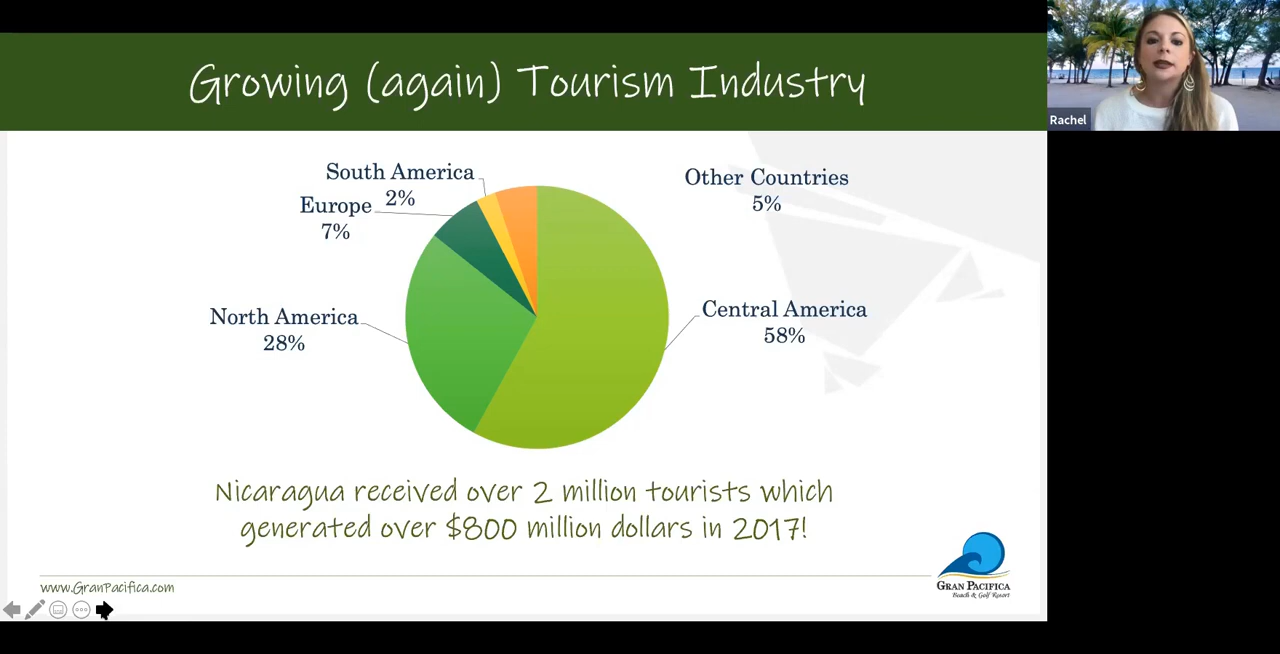 Growing (again) Tourism Industry
Rachel
South America
2%
Europe
7%
Other Countries
5%
North America
28%
Central America
58%
Nicaragua received over 2 million tourists which
generated over $800 million dollars in 2017!
www.GranPacifica.com
GRAN PACIFICA
Beach & Golf Resort